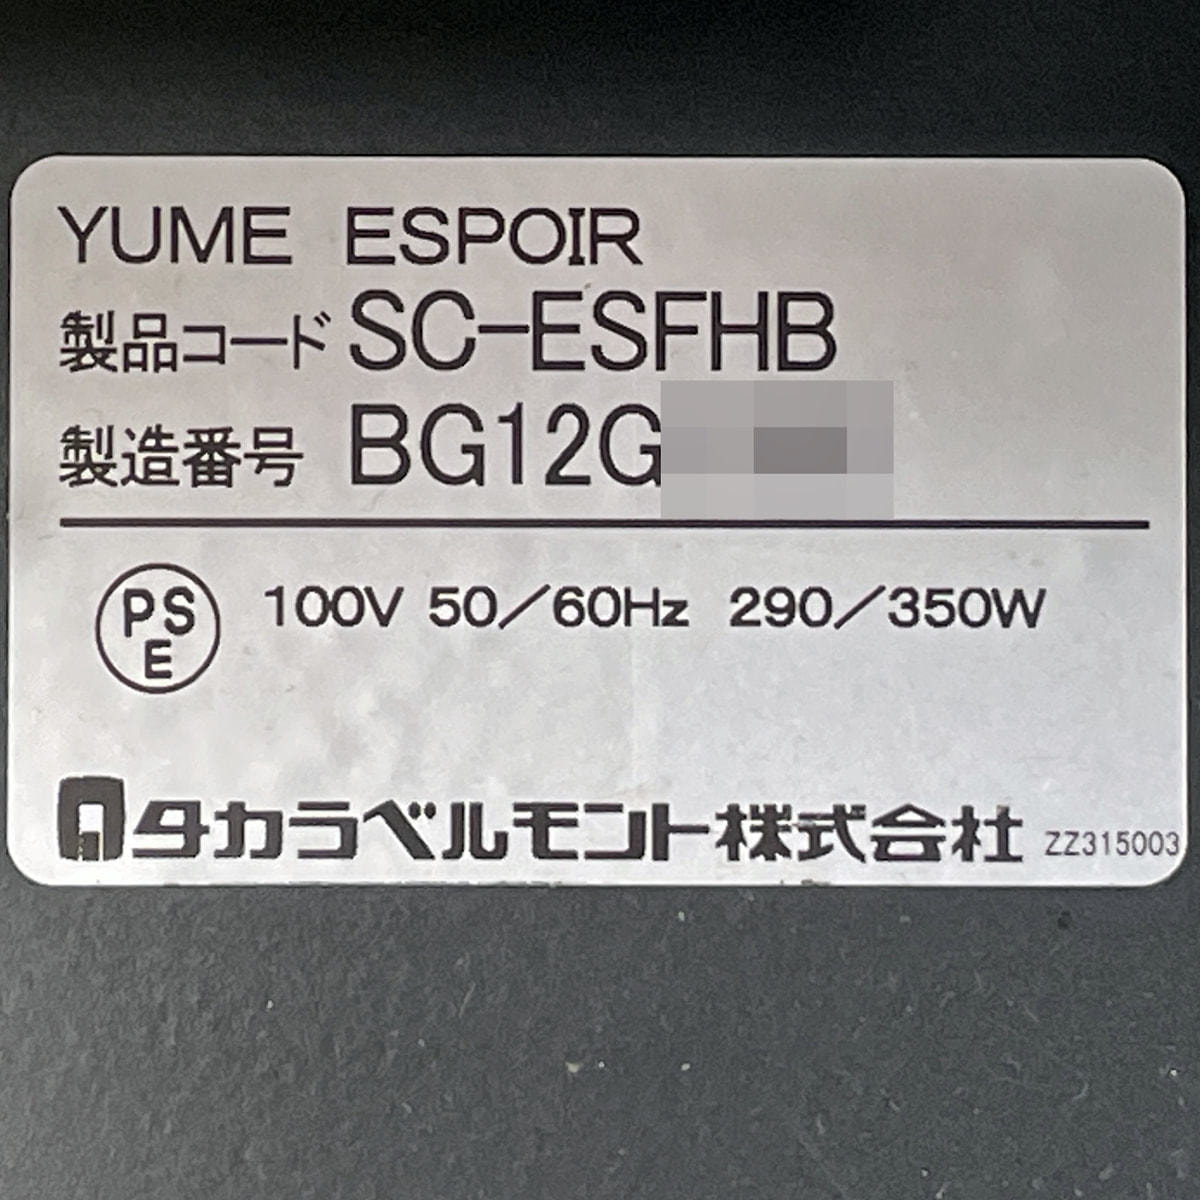 YUME ESPOIR
製品コード SC-ESFHB
製造番号 BG12G
PSE 100V 50/60Hz 290/350W
タカラベルモント株式会社 ZZ315003